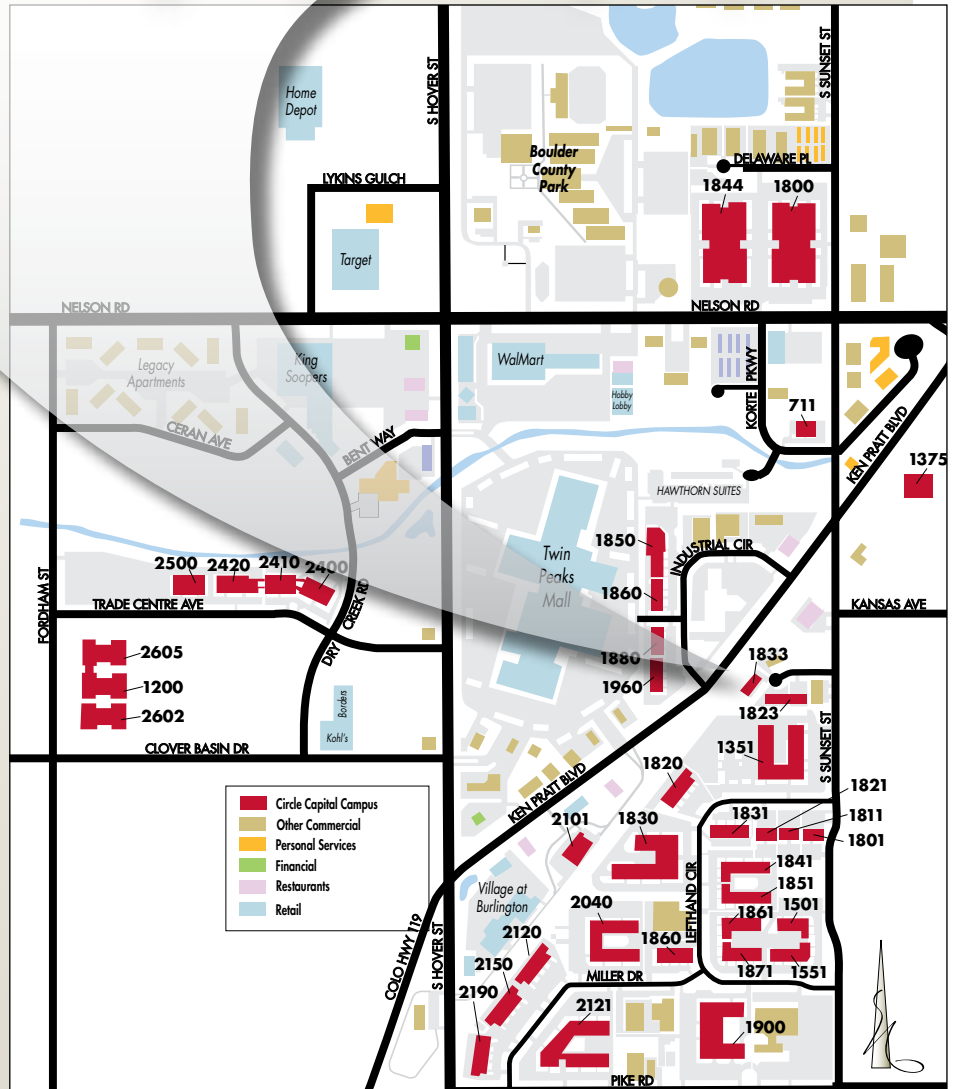 Home
Depot
S HOVER ST
S SUNSET ST
Boulder
County
Park
DELAWARE PL
1844
1800
LYKINS GULCH
Target
NELSON RD
NELSON RD
Legacy
Apartments
King
Soopers
WalMart
Hobby
Lobby
KORTE PKWY
711
CERAN AVE
BENT WAY
KEN PRATT BLVD
1375
HAWTHORN SUITES
1850
INDUSTRIAL CIR
Twin
Peaks
Mall
2500
2420
2410
2400
1860
TRADE CENTRE AVE
FORDHAM ST
DRY CREEK RD
KANSAS AVE
2605
1200
2602
1880
1960
1833
1823
Borders
Kohl's
CLOVER BASIN DR
1351
S SUNSET ST
KEN PRATT BLVD
1820
1821
1811
1801
1831
2101
1830
Circle Capital Campus
Other Commercial
Personal Services
Financial
Restaurants
Retail
LEFTHAND CIR
1841
1851
Village at
Burlington
1861
1501
2040
1860
2120
1871
1551
COLO HWY 119
S HOVER ST
2150
MILLER DR
2190
2121
1900
PIKE RD